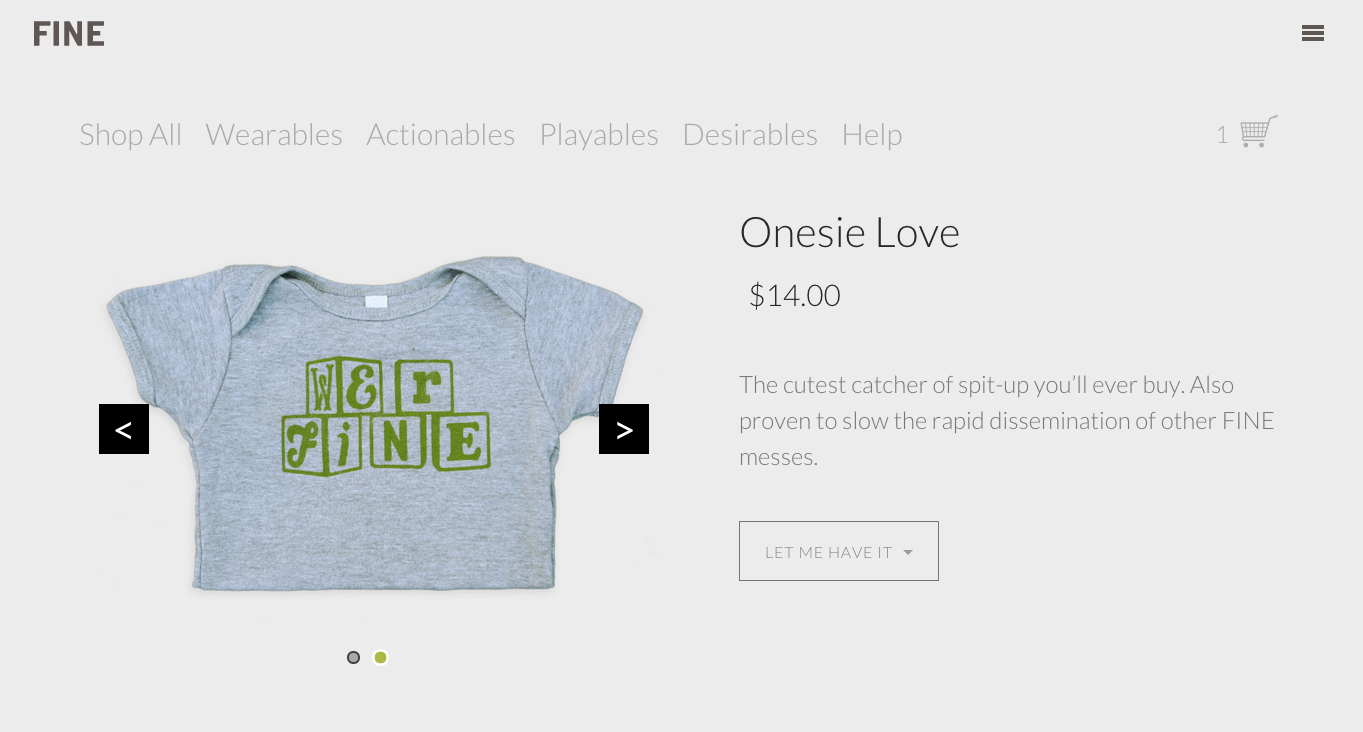 FINE
Shop All Wearables Actionables Playables Desirables Help 1
Onesie Love
$14.00
W & r
FiNE
< >
The cutest catcher of spit-up you’ll ever buy. Also
proven to slow the rapid dissemination of other FINE
messes.
LET ME HAVE IT